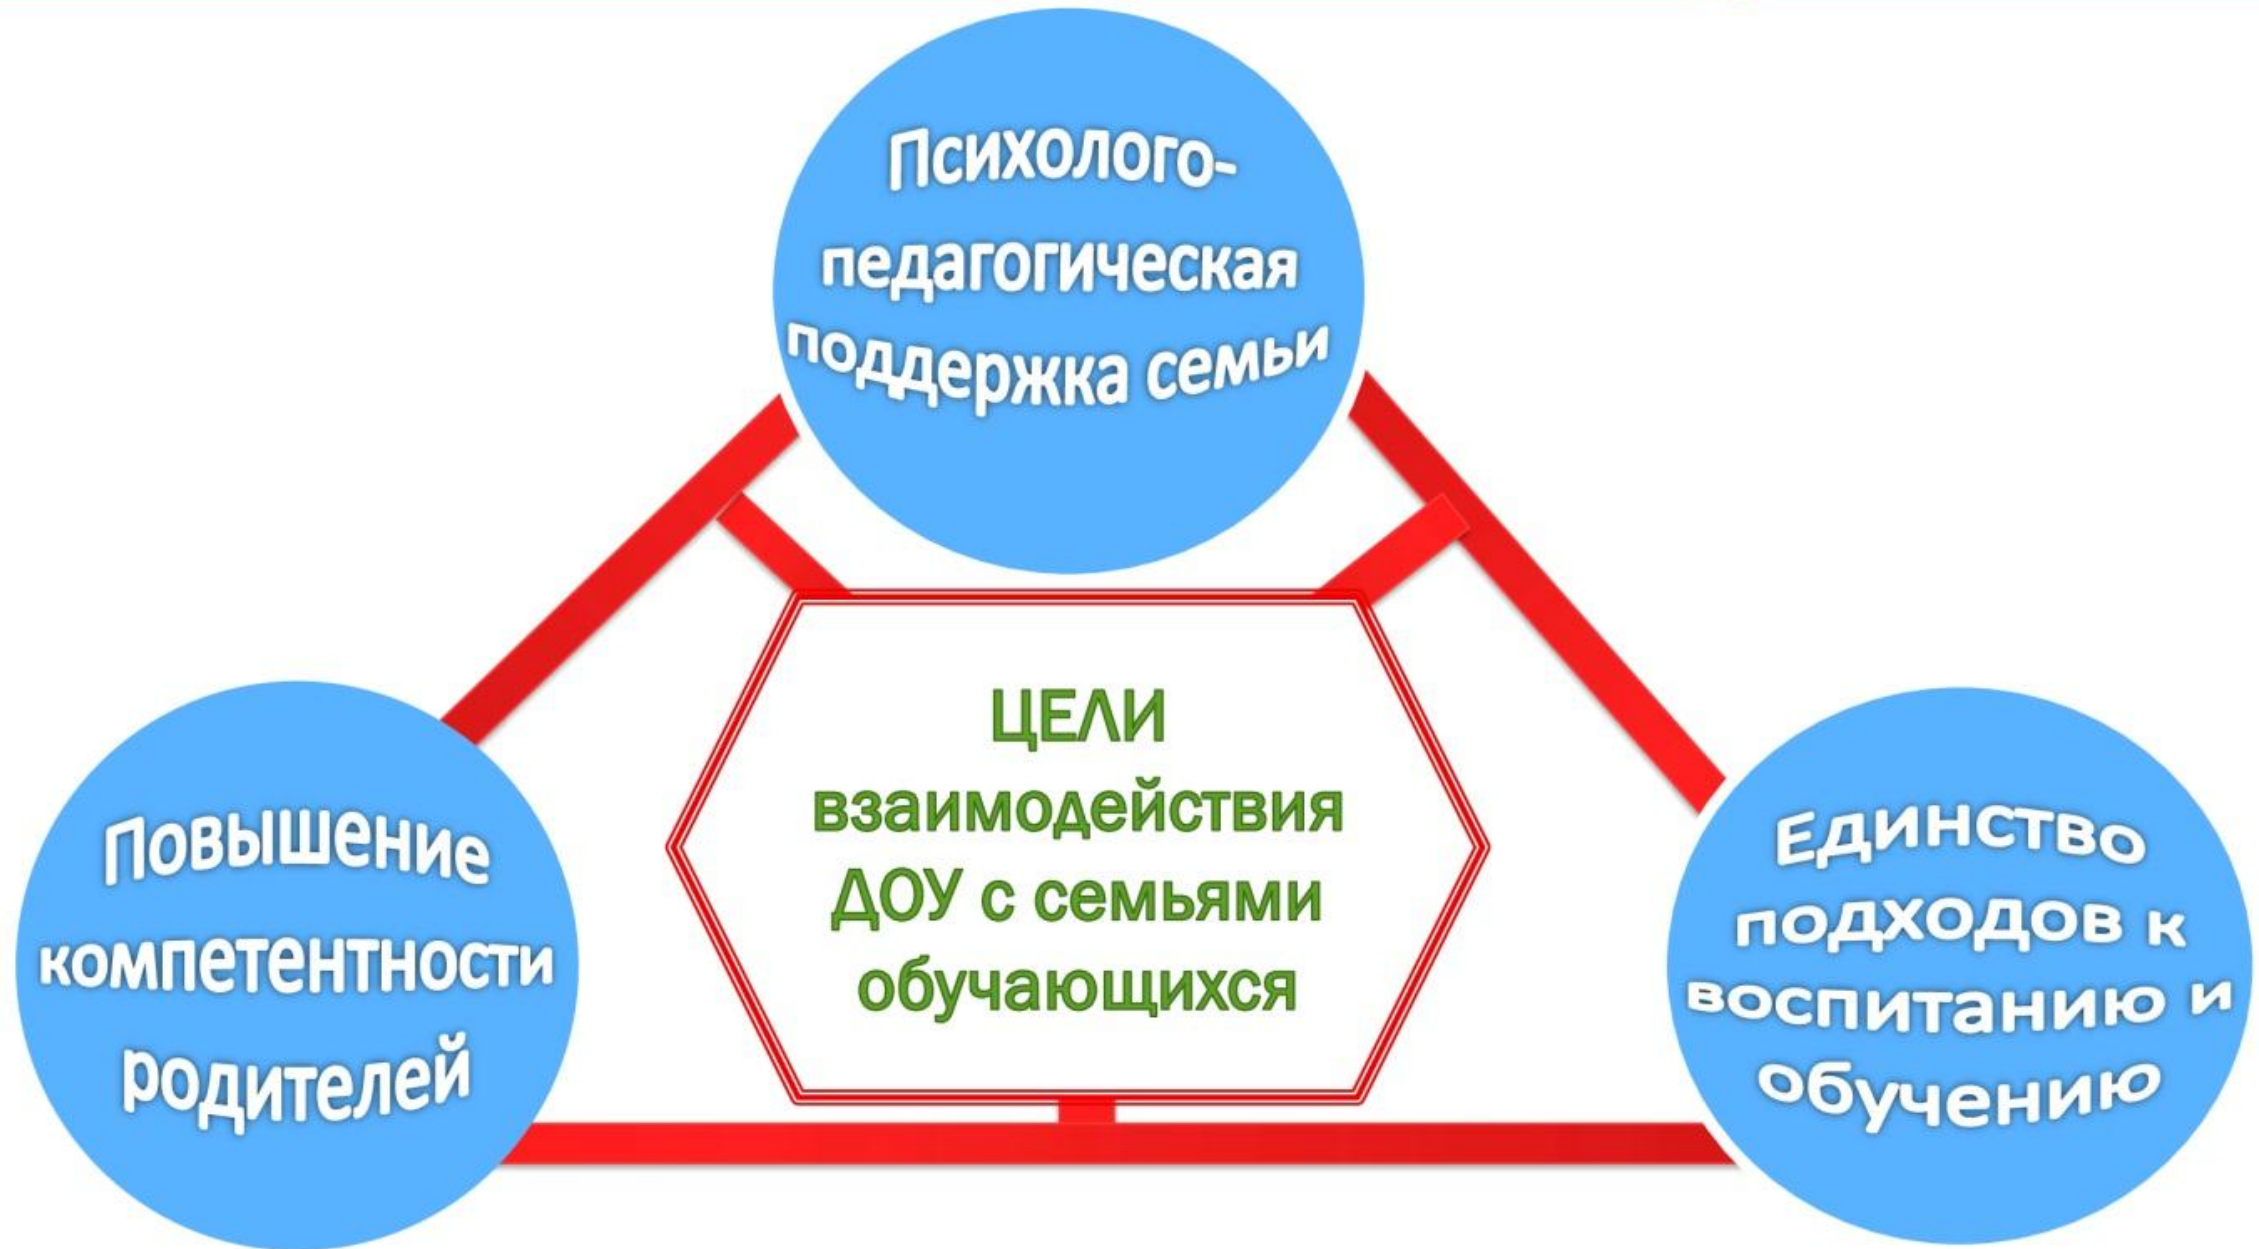 Психолого-
педагогическая
поддержка семьи
ЦЕЛИ
взаимодействия
ДОУ с семьями
обучающихся
Повышение
компетентности
родителей
Единство
подходов к
воспитанию и
обучению